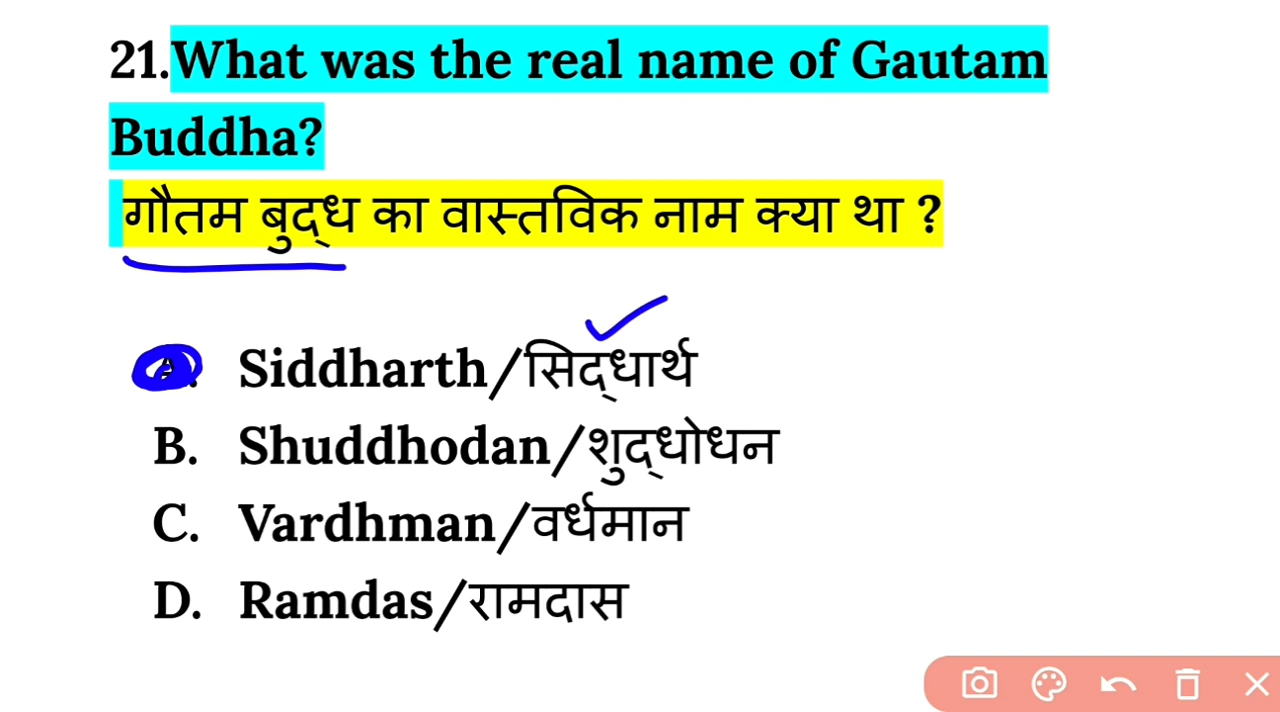 21.What was the real name of Gautam
Buddha?
गौतम बुद्‌ध का वास्तविक नाम क्या था ?
A. Siddharth/सिद्‌धार्थ
B. Shuddhodan/शुद्‌धोधन
C. Vardhman/वर्धमान
D. Ramdas/रामदास